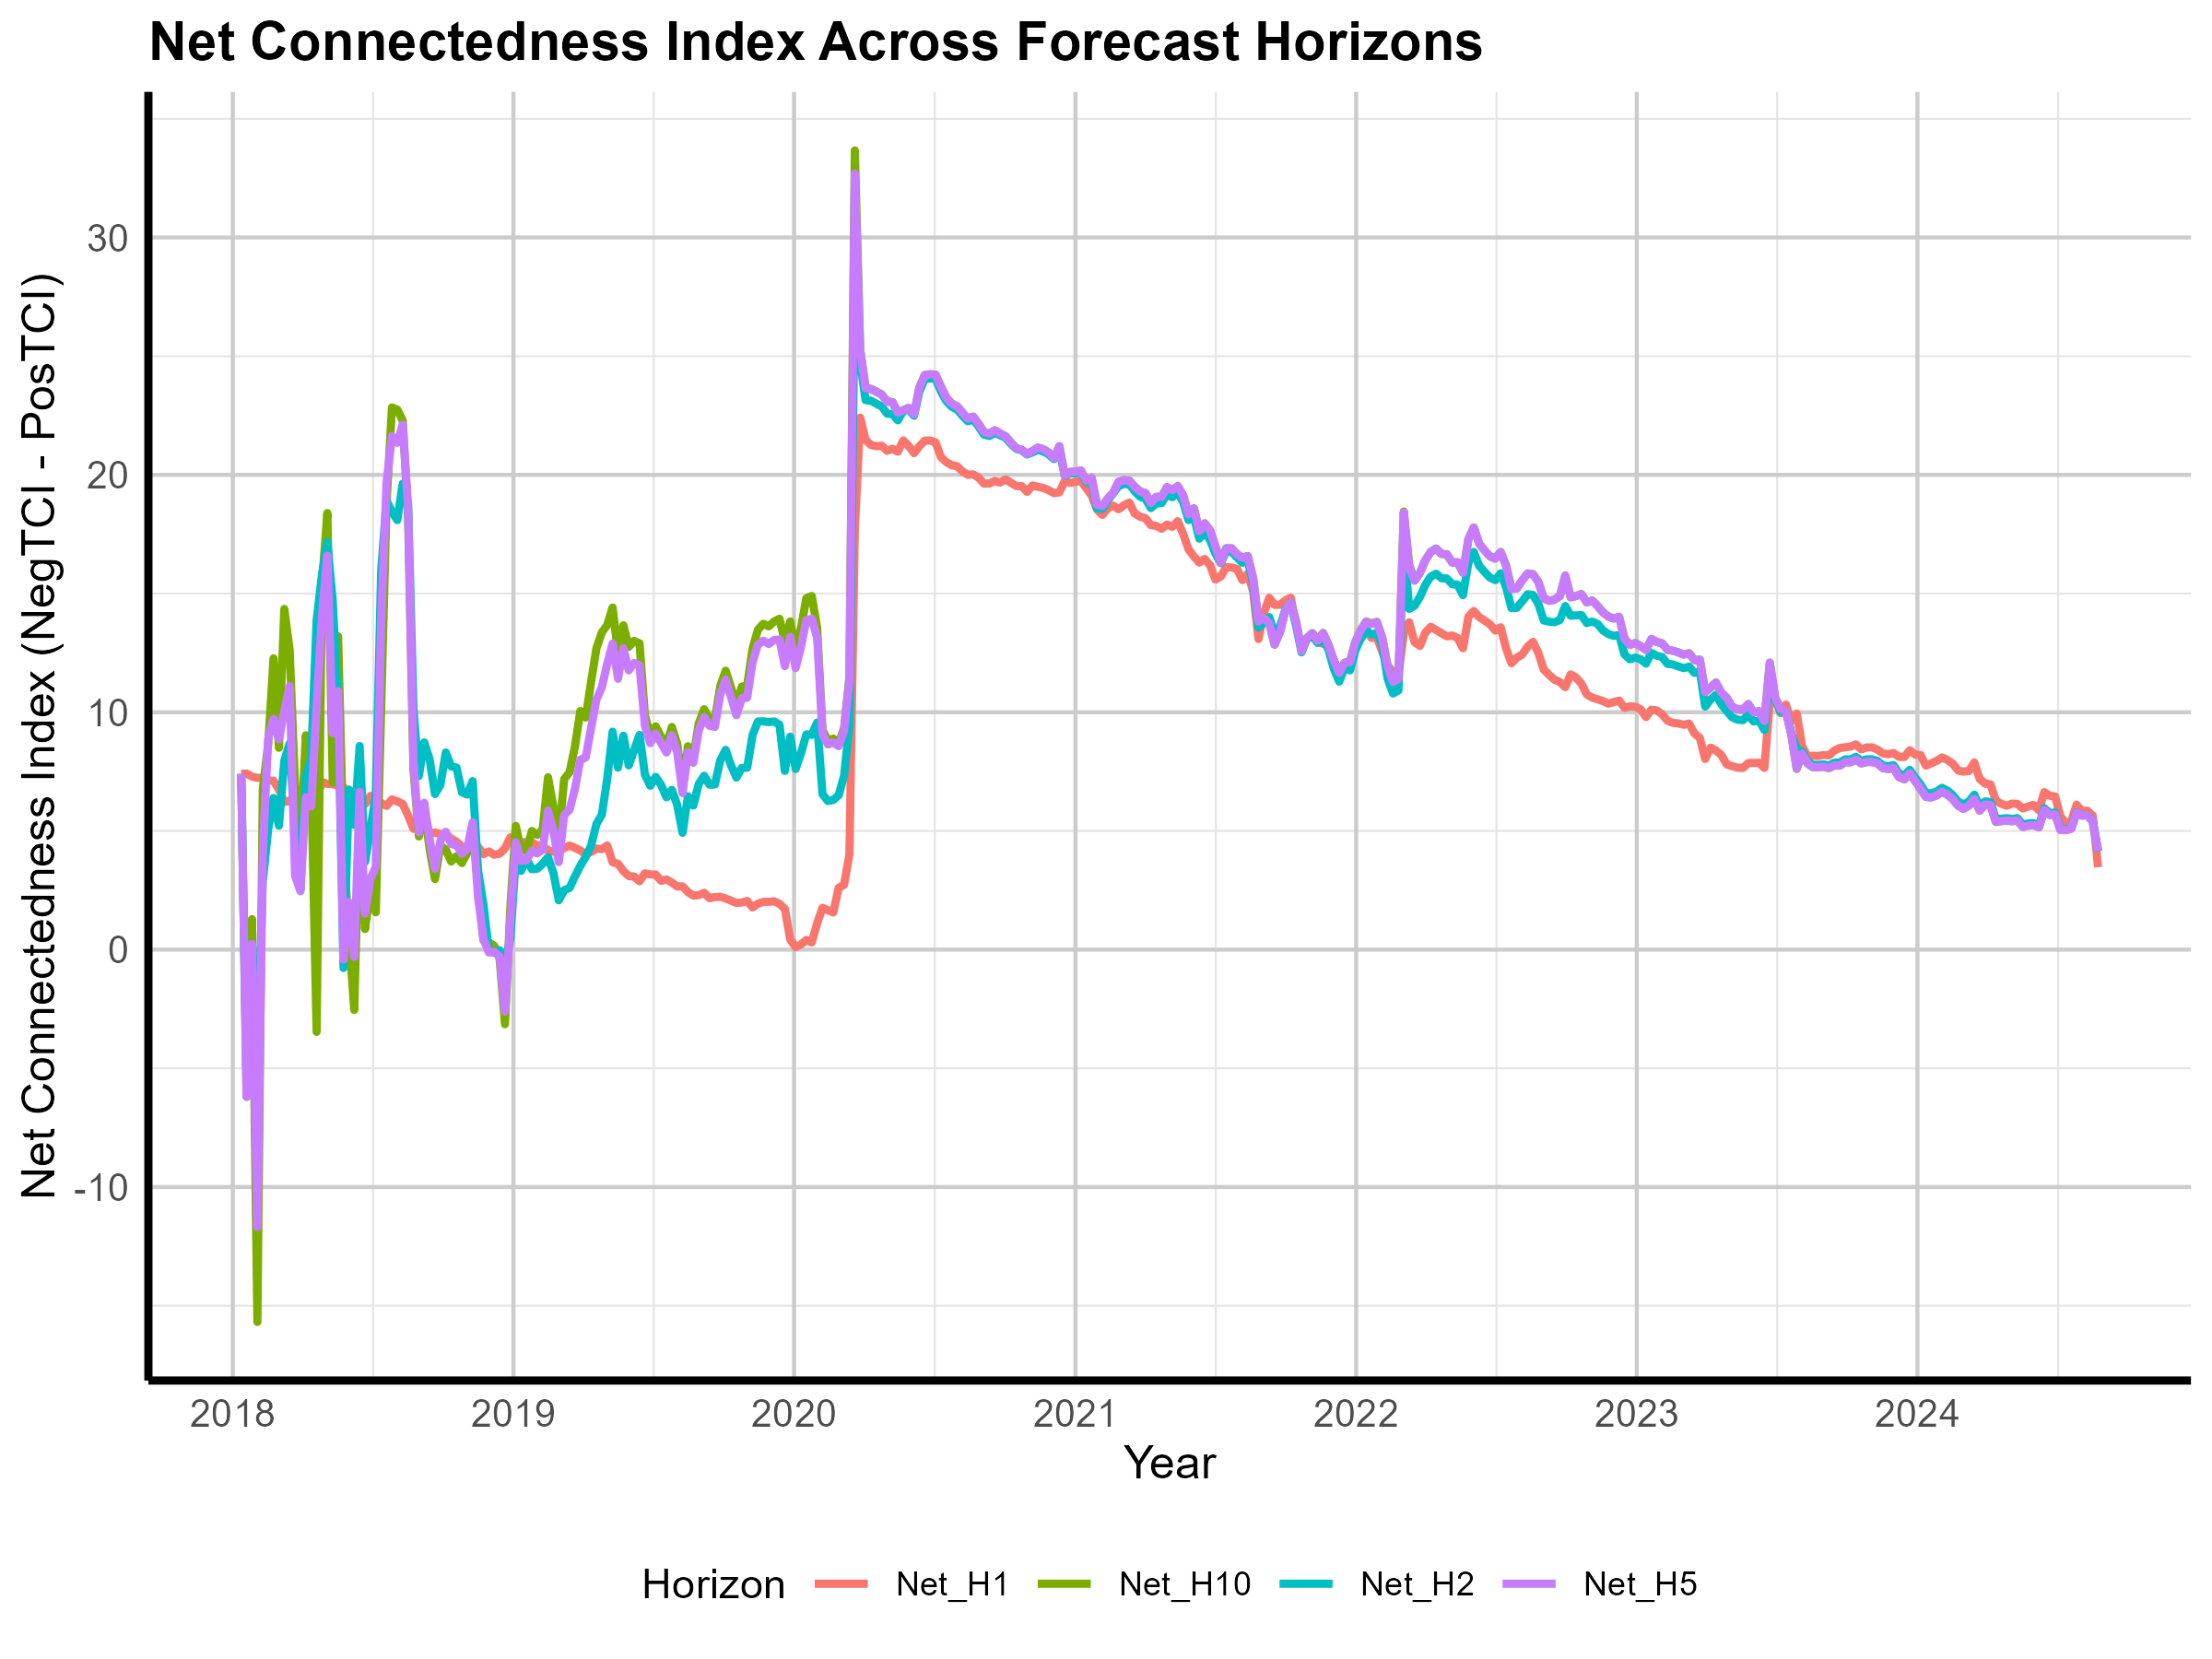 Net Connectedness Index Across Forecast Horizons
Net Connectedness Index (NegTCI - PosTCI)
30
20
10
0
-10
2018 2019 2020 2021 2022 2023 2024
Year
Horizon Net_H1 Net_H10 Net_H2 Net_H5